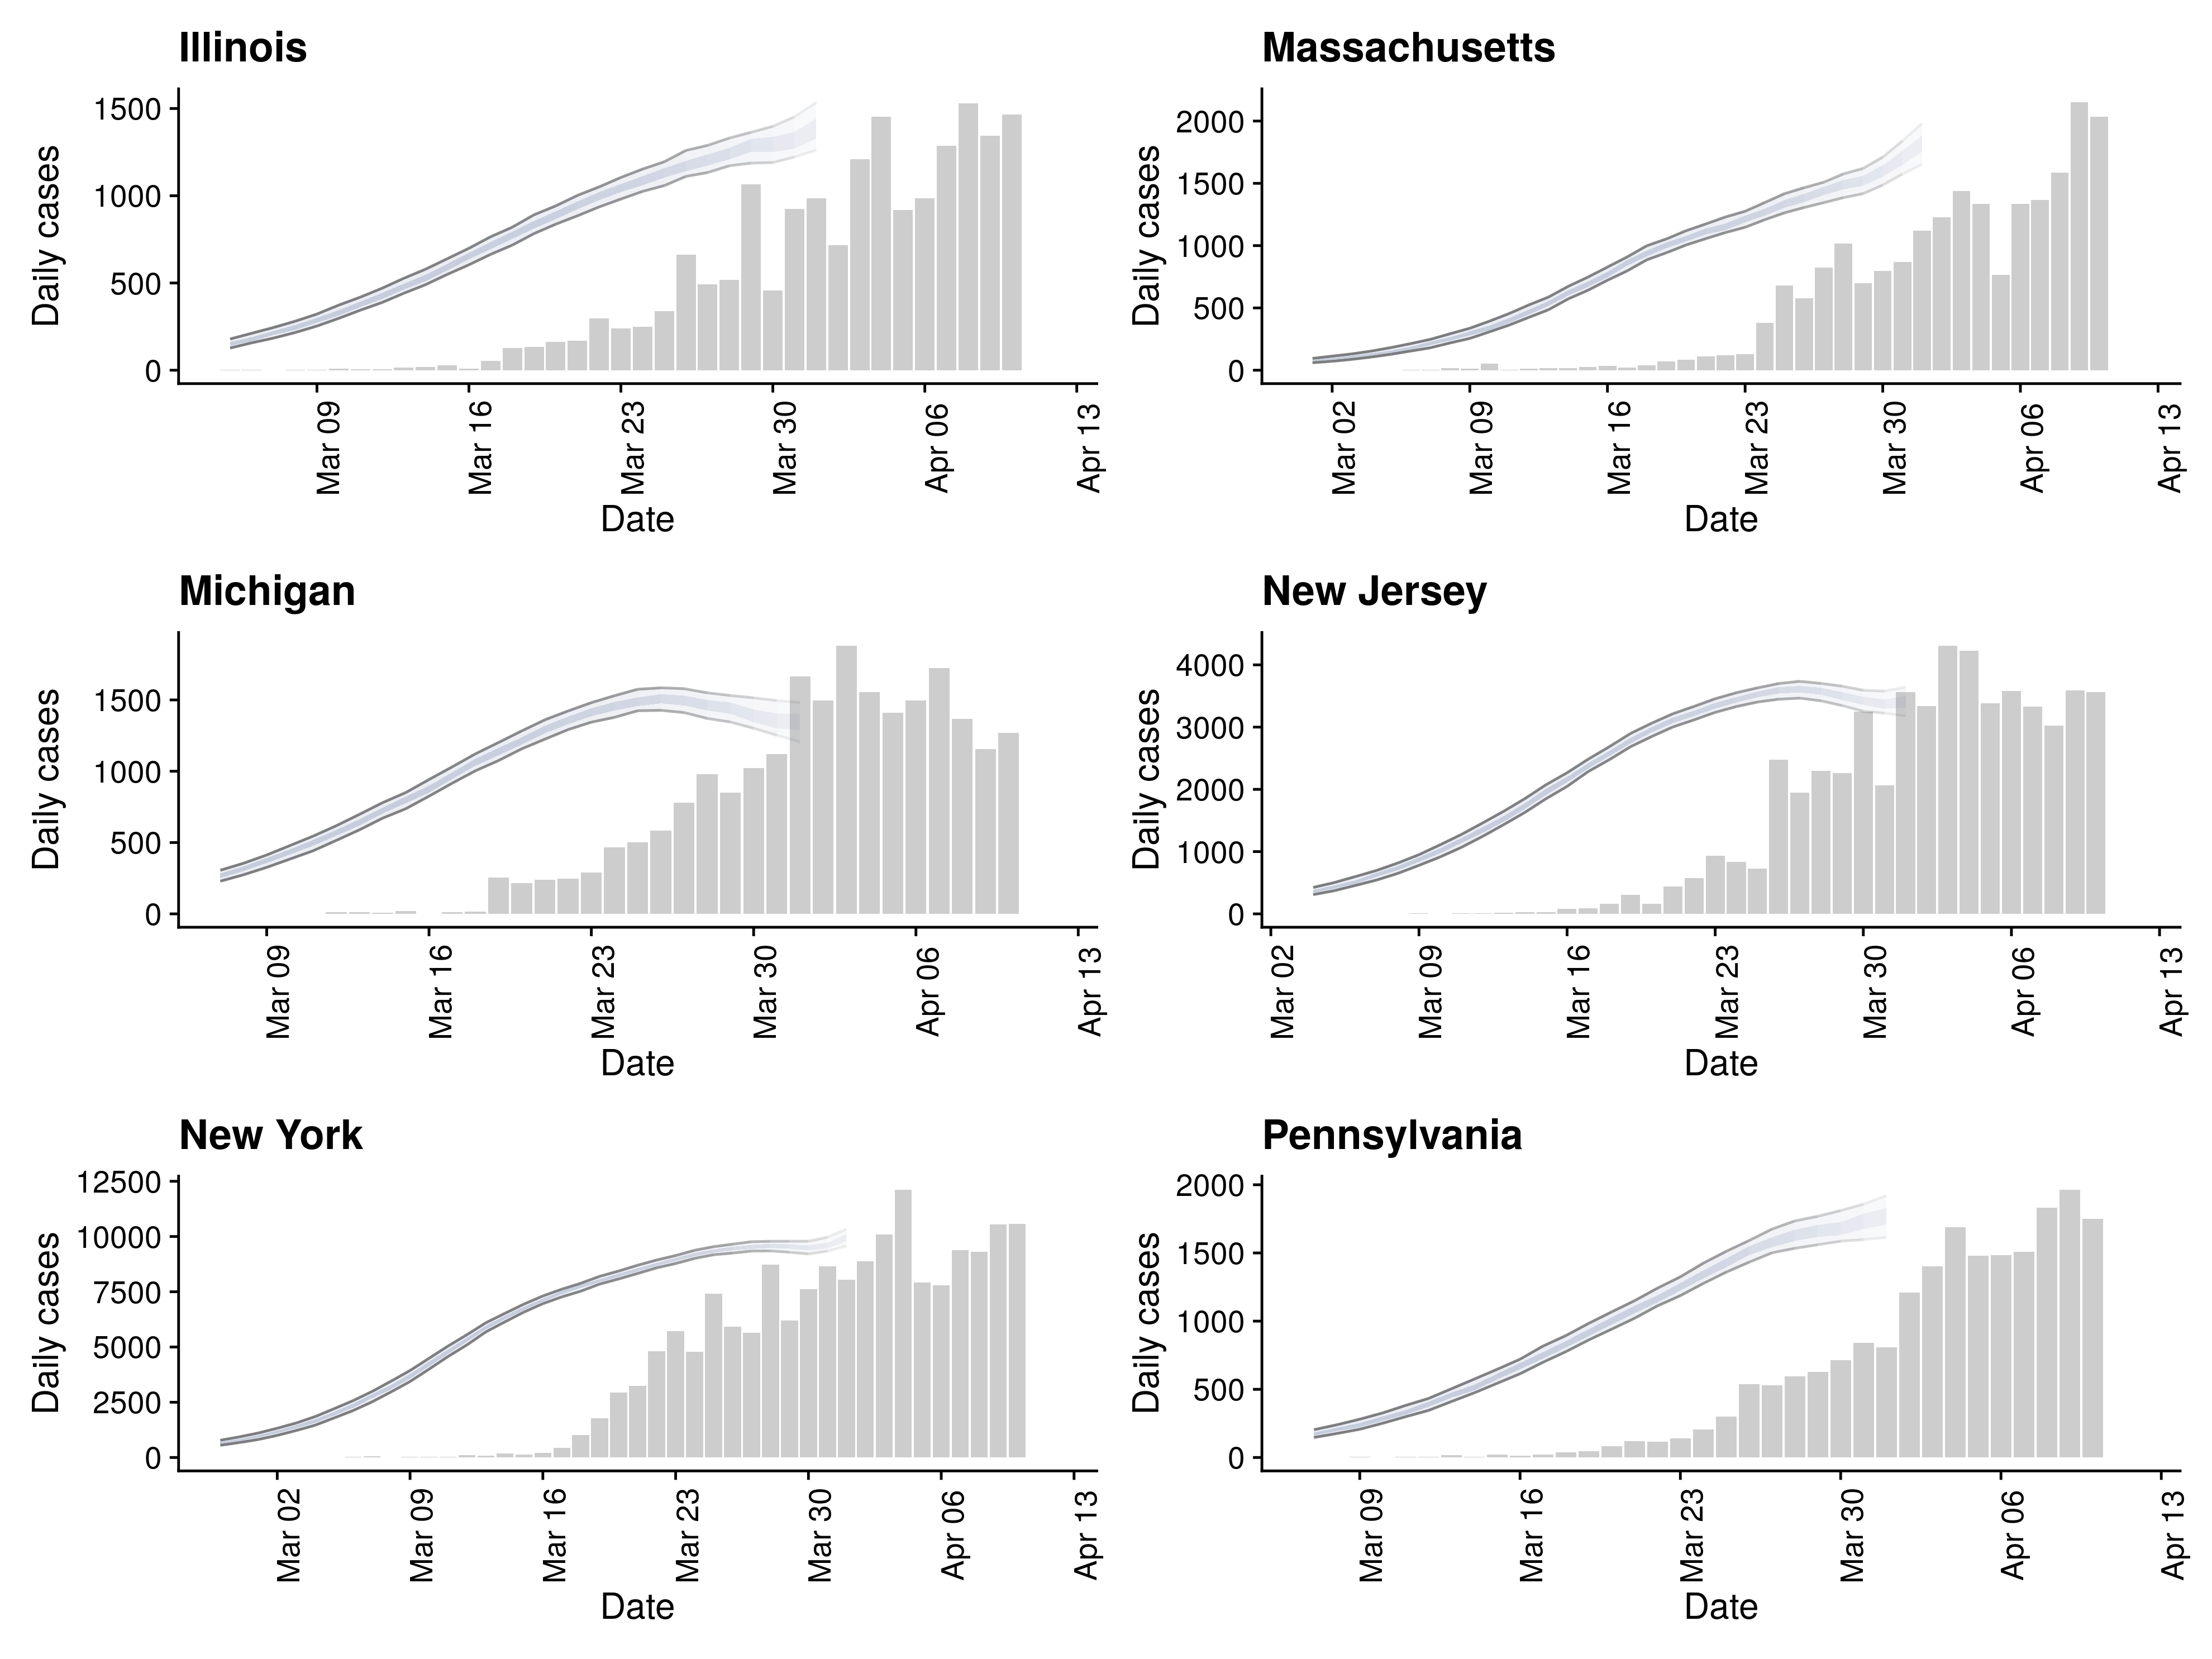 Illinois
Daily cases
1500
1000
500
0
Mar 09
Mar 16
Mar 23
Mar 30
Apr 06
Apr 13
Date
Massachusetts
Daily cases
2000
1500
1000
500
0
Mar 02
Mar 09
Mar 16
Mar 23
Mar 30
Apr 06
Apr 13
Date
Michigan
Daily cases
1500
1000
500
0
Mar 09
Mar 16
Mar 23
Mar 30
Apr 06
Apr 13
Date
New Jersey
Daily cases
4000
3000
2000
1000
0
Mar 02
Mar 09
Mar 16
Mar 23
Mar 30
Apr 06
Apr 13
Date
New York
Daily cases
12500
10000
7500
5000
2500
0
Mar 02
Mar 09
Mar 16
Mar 23
Mar 30
Apr 06
Apr 13
Date
Pennsylvania
Daily cases
2000
1500
1000
500
0
Mar 09
Mar 16
Mar 23
Mar 30
Apr 06
Apr 13
Date